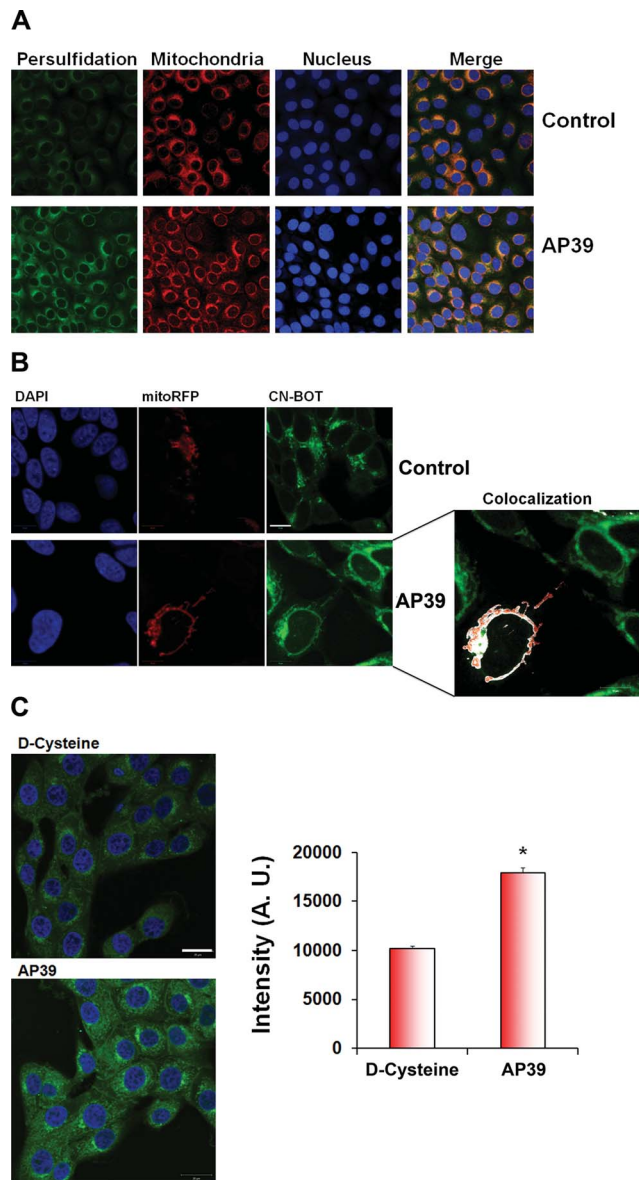 A
Persulfidation Mitochondria Nucleus Merge
Control
AP39
B
DAPI mitoRFP CN-BOT
Control
Colocalization
AP39
C
D-Cysteine
AP39
Intensity (A. U.)
20000
15000
10000
5000
0
*
D-Cysteine AP39